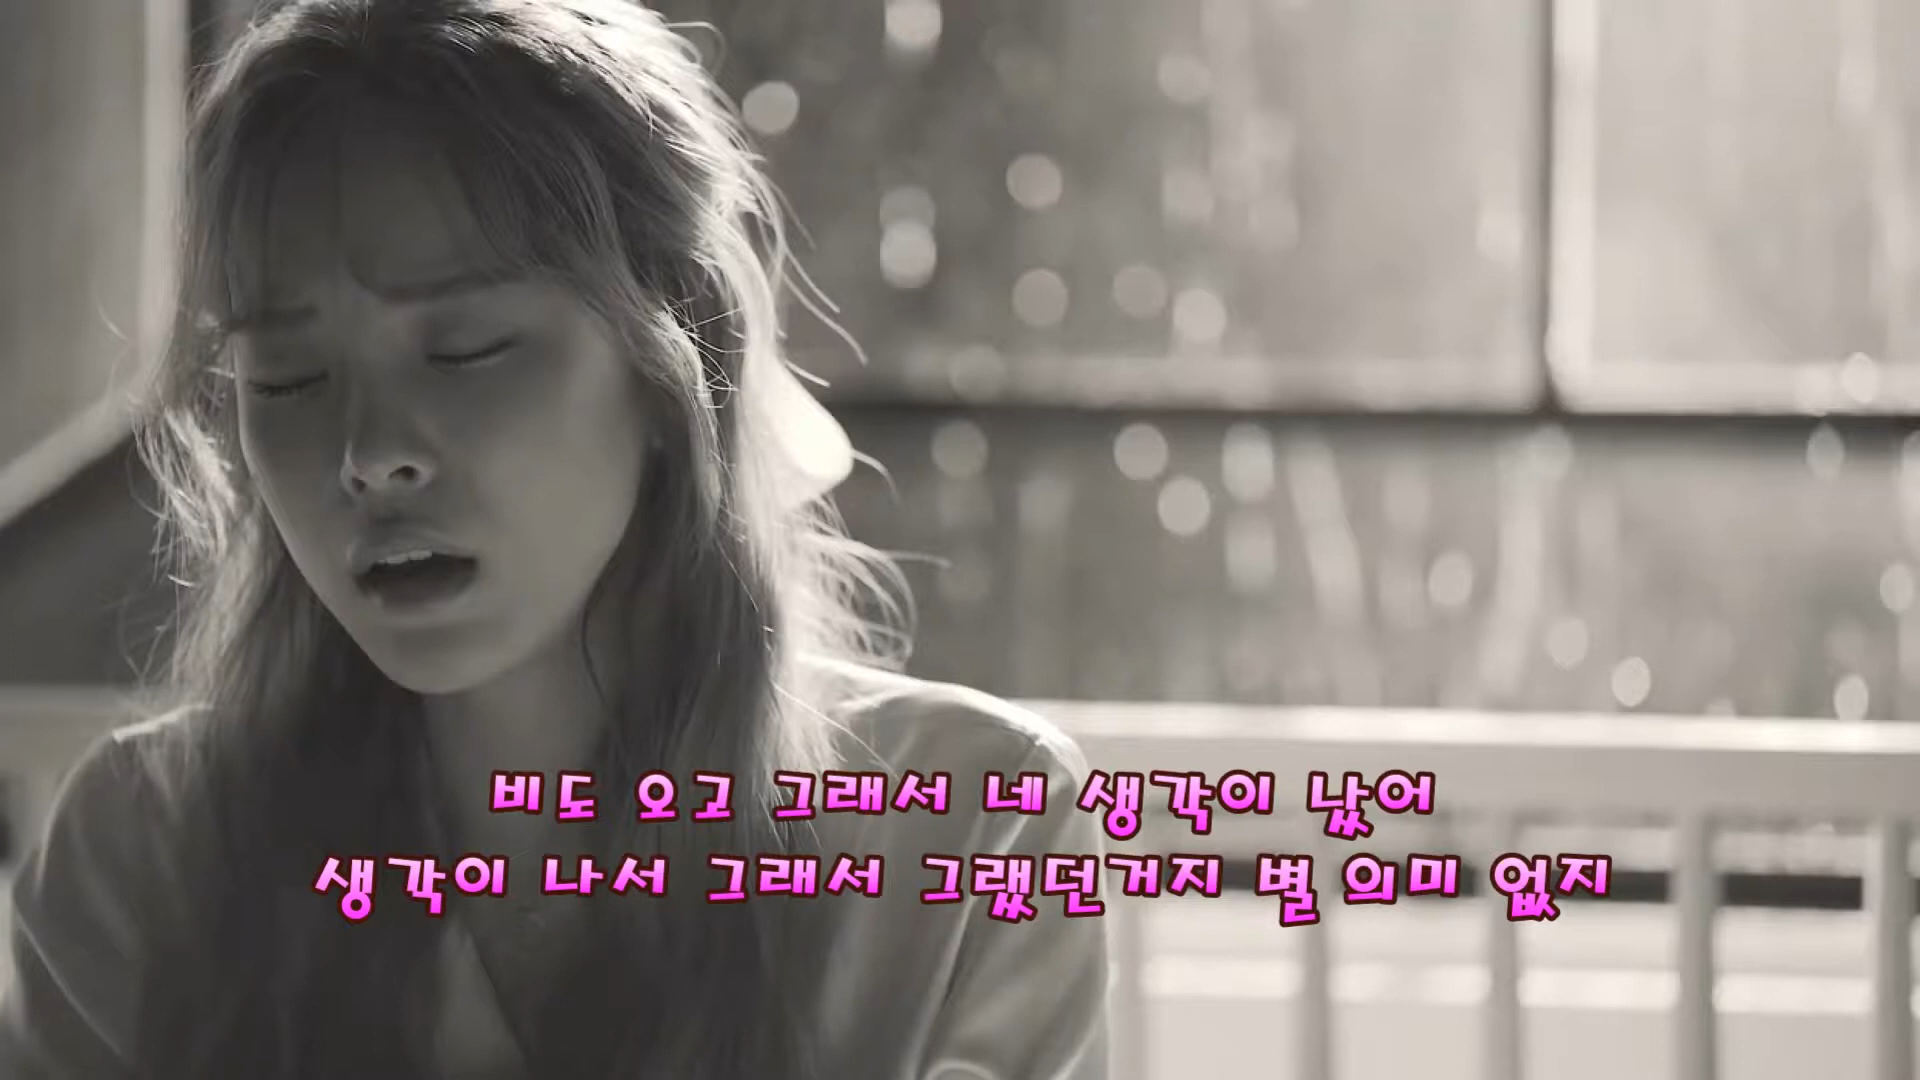 비도 오고 그래서 네 생각이 났어
생각이 나서 그래서 그랬던거지 별 의미 없지